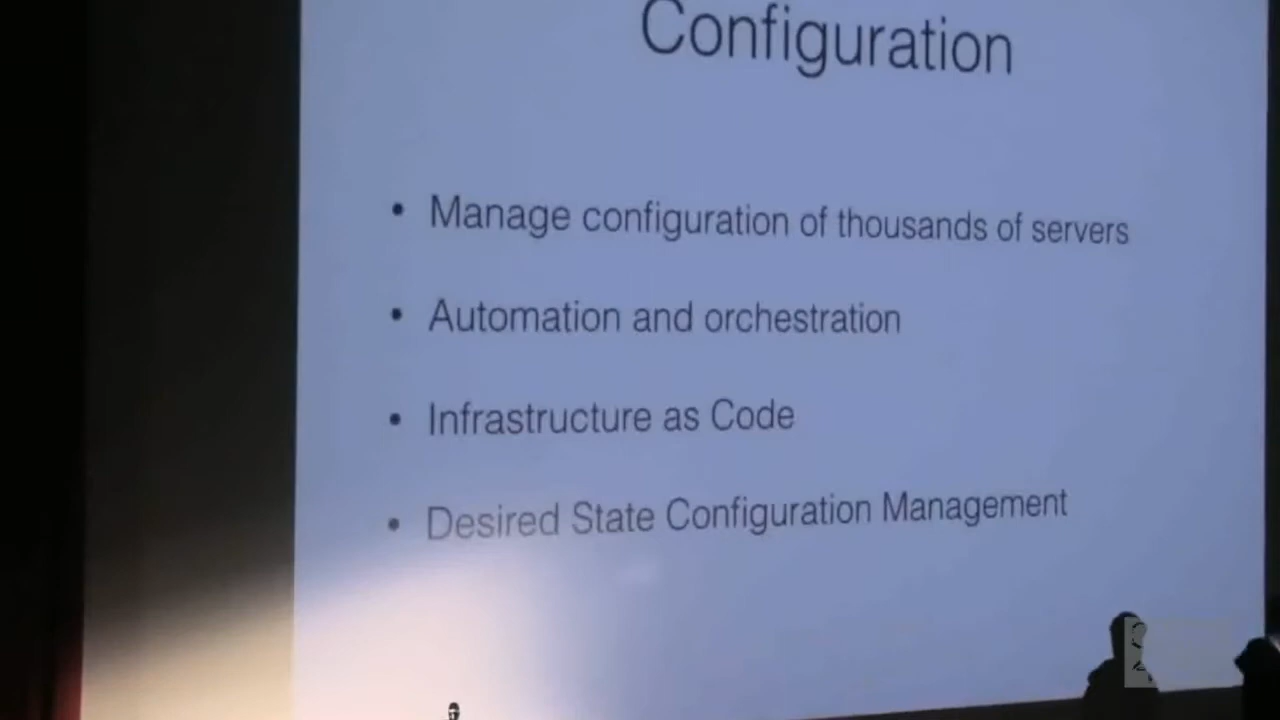 Configuration
• Manage configuration of thousands of servers
• Automation and orchestration
• Infrastructure as Code
• Desired State Configuration Management